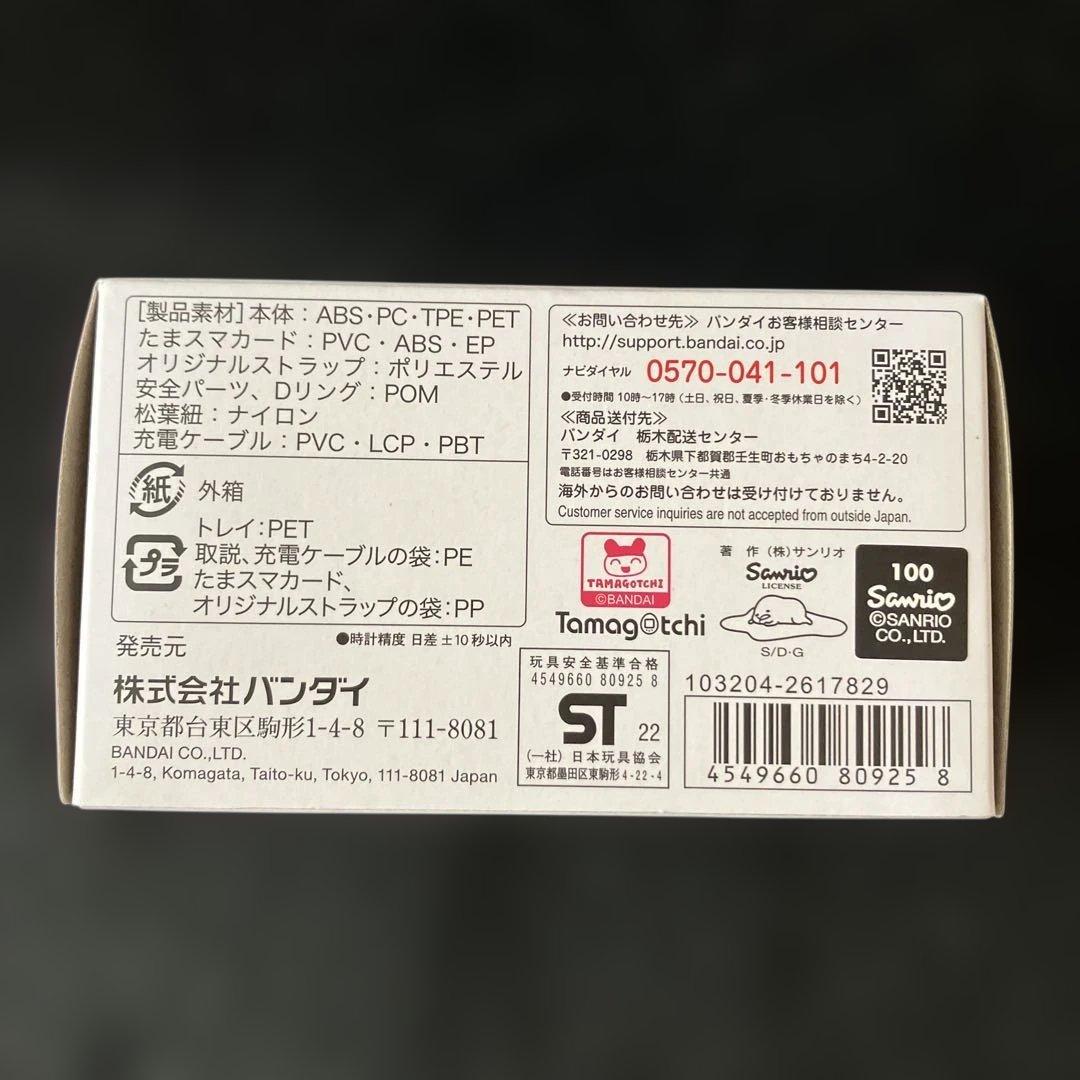 [製品素材]本体：ABS・PC・TPE・PET
たまスマカード：PVC・ABS・EP
オリジナルストラップ：ポリエステル
安全パーツ、Dリング：POM
松葉紐：ナイロン
充電ケーブル：PVC・LCP・PBT
紙 外箱
プラ
トレイ：PET
取説、充電ケーブルの袋：PE
たまスマカード、
オリジナルストラップの袋：PP
●時計精度 日差 ±10秒以内
発売元
株式会社バンダイ
東京都台東区駒形1-4-8 〒111-8081
BANDAI CO.,LTD.
1-4-8, Komagata, Taito-ku, Tokyo, 111-8081 Japan
≪お問い合わせ先≫ バンダイお客様相談センター
http://support.bandai.co.jp
ナビダイヤル 0570-041-101
●受付時間 10時〜17時（土日、祝日、夏季・冬季休業日を除く）
≪商品送付先≫
バンダイ 栃木配送センター
〒321-0298 栃木県下都賀郡壬生町おもちゃのまち4-2-20
電話番号はお客様相談センター共通
海外からのお問い合わせは受け付けておりません。
Customer service inquiries are not accepted from outside Japan.
TAMAGOTCHI
©BANDAI
Tamagotchi
著 作（株）サンリオ
Sanrio
LICENSE
S/D・G
100
Sanrio
©SANRIO
CO.,LTD.
玩具安全基準合格
4549660 80925 8
ST 22
（一社）日本玩具協会
東京都墨田区東駒形4-22-4
103204-2617829
4549660 80925 8